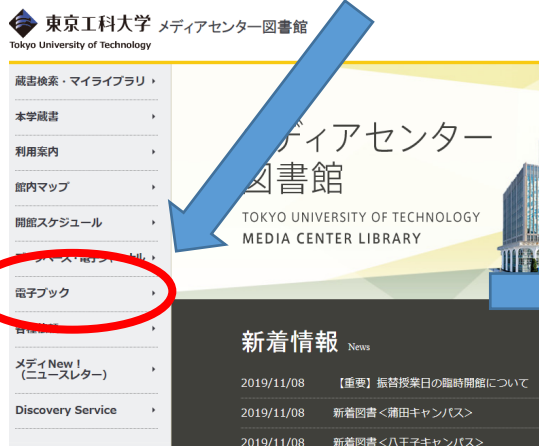 東京工科大学 メディアセンター図書館
Tokyo University of Technology
蔵書検索・マイライブラリ
本学蔵書
利用案内
館内マップ
開館スケジュール
電子ブック
メディNew!
(ニュースレター)
Discovery Service
ディアセンター
図書館
TOKYO UNIVERSITY OF TECHNOLOGY
MEDIA CENTER LIBRARY
新着情報 News
2019/11/08 【重要】振替授業日の臨時開館について
2019/11/08 新着図書<蒲田キャンパス>
2019/11/08 新着図書<八王子キャンパス>